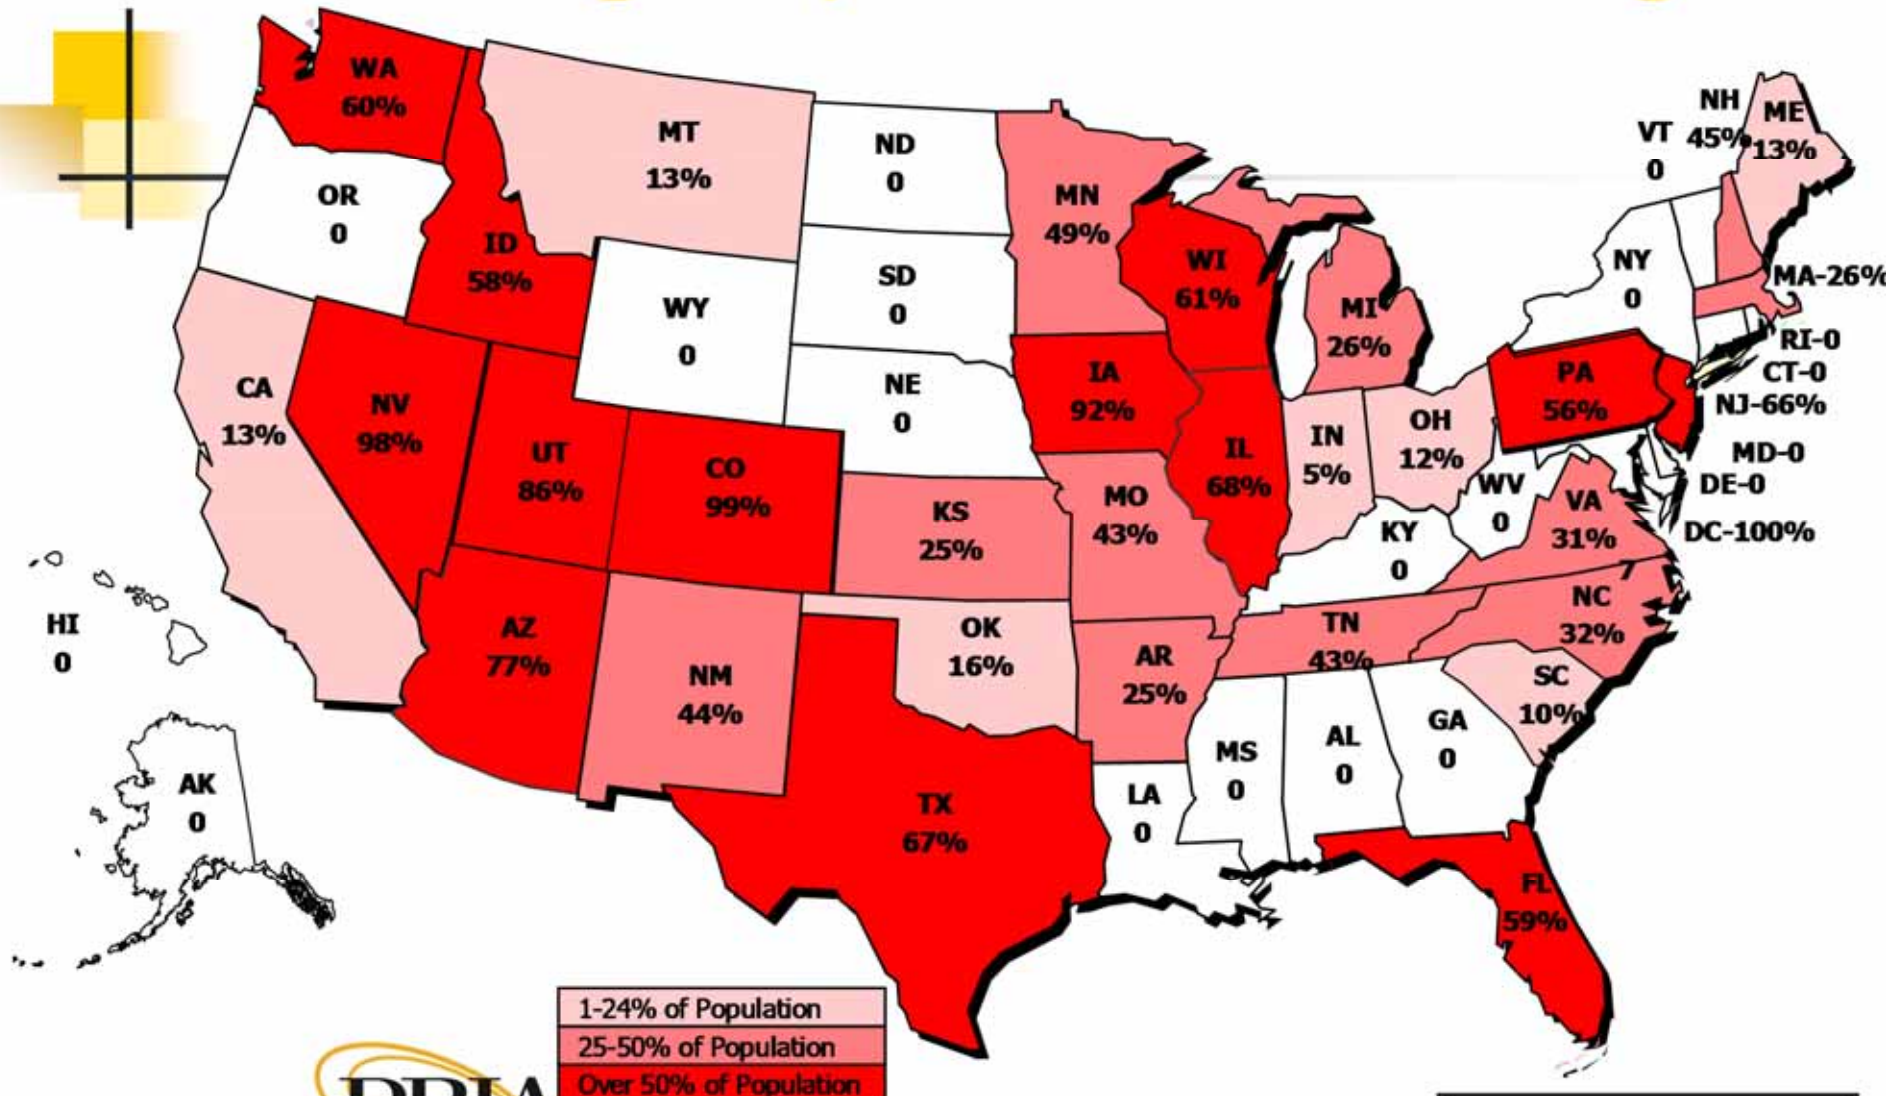 WA
60%
OR
0
CA
13%
NV
98%
ID
58%
MT
13%
WY
0
UT
86%
CO
99%
AZ
77%
NM
44%
ND
0
SD
0
NE
0
KS
25%
OK
16%
TX
67%
MN
49%
IA
92%
MO
43%
AR
25%
LA
0
WI
61%
IL
68%
MI
26%
IN
5%
OH
12%
KY
0
TN
43%
MS
0
AL
0
GA
0
FL
59%
SC
10%
NC
32%
VA
31%
WV
0
PA
56%
NY
0
VT
0
NH
45%
ME
13%
MA-26%
RI-0
CT-0
NJ-66%
MD-0
DE-0
DC-100%
7
HI
0
AK
0
1-24% of Population
25-50% of Population
Over 50% of Population